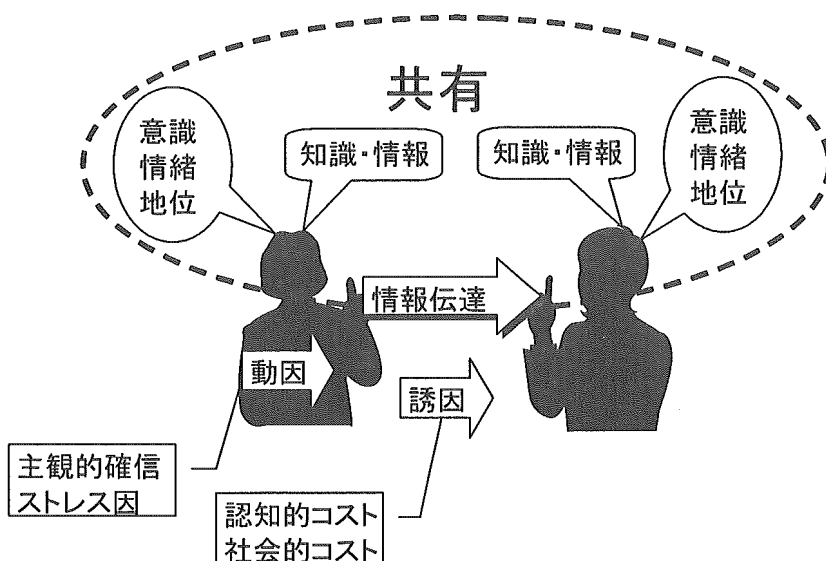 共有
意識
情緒
地位
知識・情報
知識・情報
意識
情緒
地位
情報伝達
動因
誘因
主観的確信
ストレス因
認知的コスト
社会的コスト